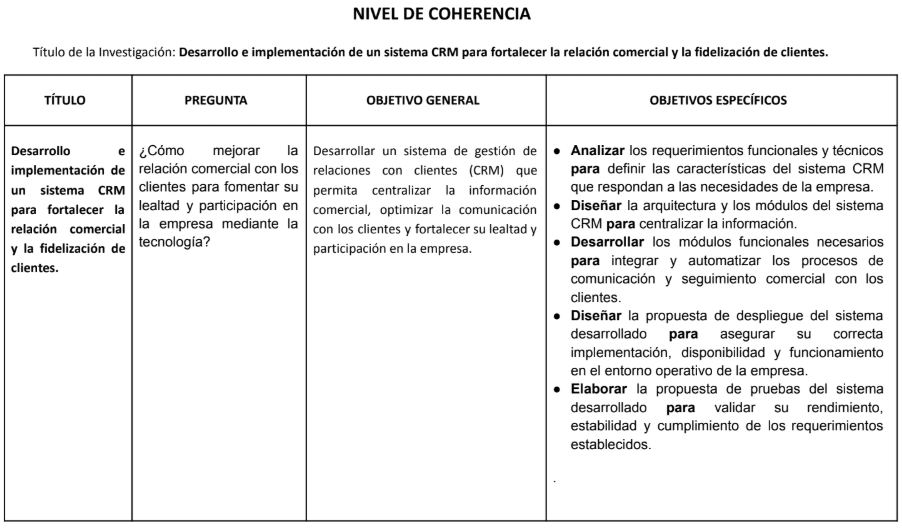 NIVEL DE COHERENCIA
Título de la Investigación: Desarrollo e implementación de un sistema CRM para fortalecer la relación comercial y la fidelización de clientes.
TÍTULO
PREGUNTA
OBJETIVO GENERAL
OBJETIVOS ESPECÍFICOS
Desarrollo e
implementación de
un sistema CRM
para fortalecer la
relación comercial
y la fidelización de
clientes.
¿Cómo mejorar la
relación comercial con los
clientes para fomentar su
lealtad y participación en
la empresa mediante la
tecnología?
Desarrollar un sistema de gestión de
relaciones con clientes (CRM) que
permita centralizar la información
comercial, optimizar la comunicación
con los clientes y fortalecer su lealtad y
participación en la empresa.
● Analizar los requerimientos funcionales y técnicos
para definir las características del sistema CRM
que respondan a las necesidades de la empresa.
● Diseñar la arquitectura y los módulos del sistema
CRM para centralizar la información.
● Desarrollar los módulos funcionales necesarios
para integrar y automatizar los procesos de
comunicación y seguimiento comercial con los
clientes.
● Diseñar la propuesta de despliegue del sistema
desarrollado para asegurar su correcta
implementación, disponibilidad y funcionamiento
en el entorno operativo de la empresa.
● Elaborar la propuesta de pruebas del sistema
desarrollado para validar su rendimiento,
estabilidad y cumplimiento de los requerimientos
establecidos.
.